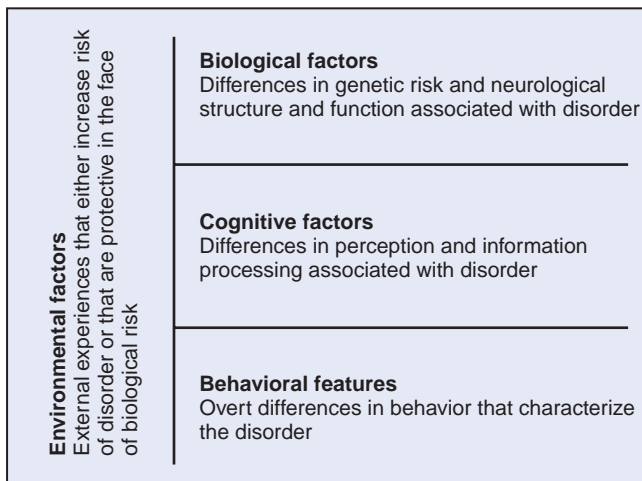 Environmental factors
External experiences that either increase risk
of disorder or that are protective in the face
of biological risk
Biological factors
Differences in genetic risk and neurological
structure and function associated with disorder
Cognitive factors
Differences in perception and information
processing associated with disorder
Behavioral features
Overt differences in behavior that characterize
the disorder